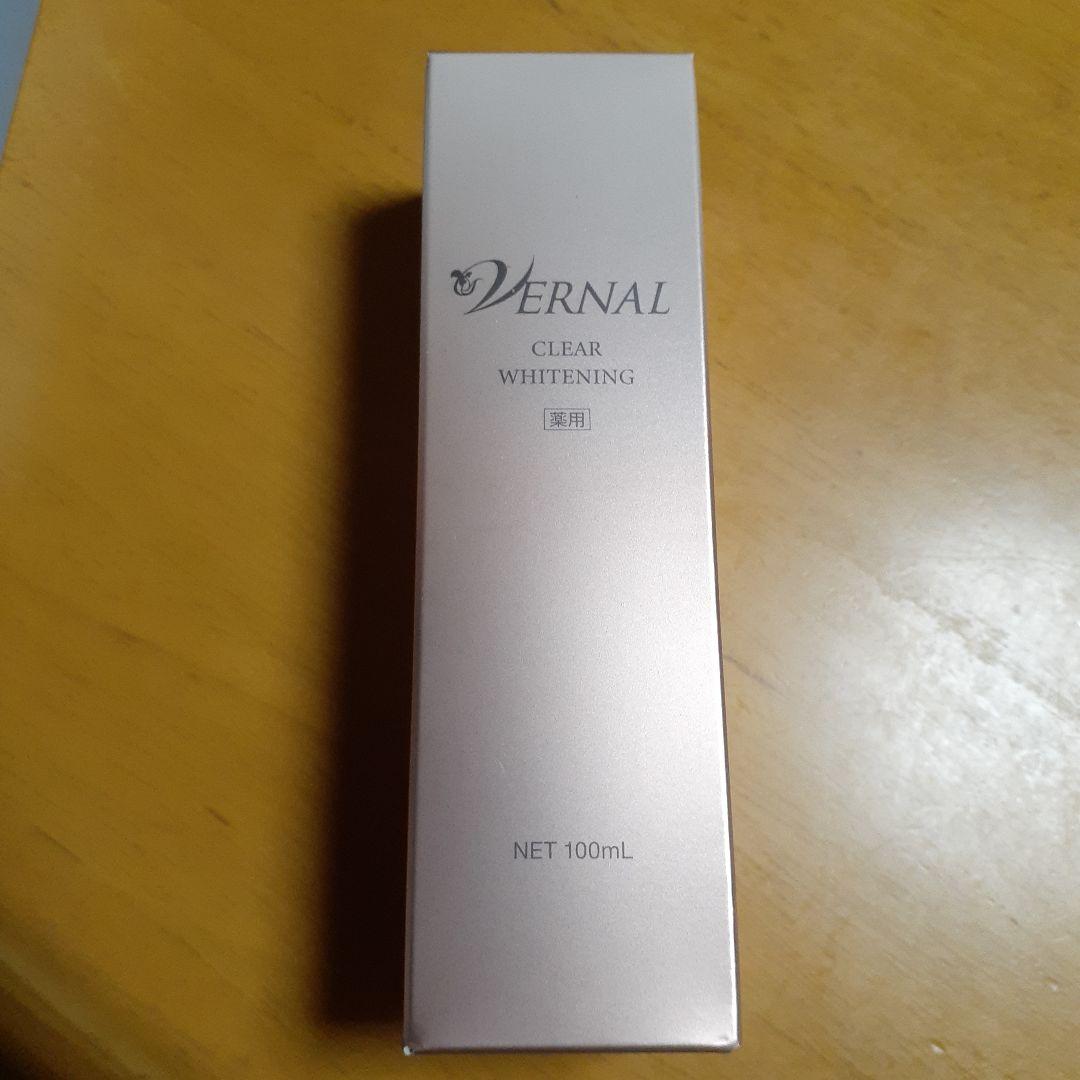 VERNAL
CLEAR
WHITENING
薬用
NET 100mL